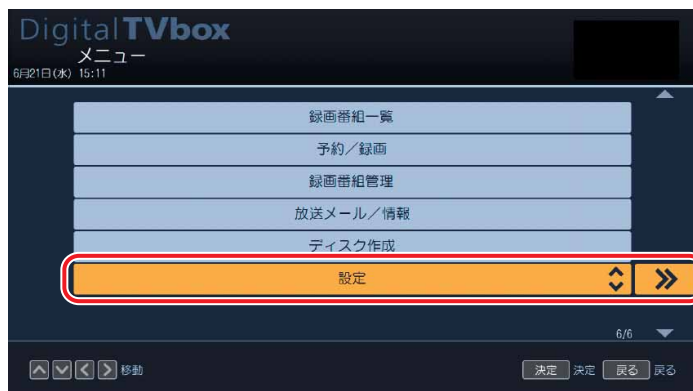 DigitalTVbox
メニュー
6月21日(水) 15:11
録画番組一覧
予約／録画
録画番組管理
放送メール／情報
ディスク作成
設定
6/6
移動 決定 決定 戻る 戻る